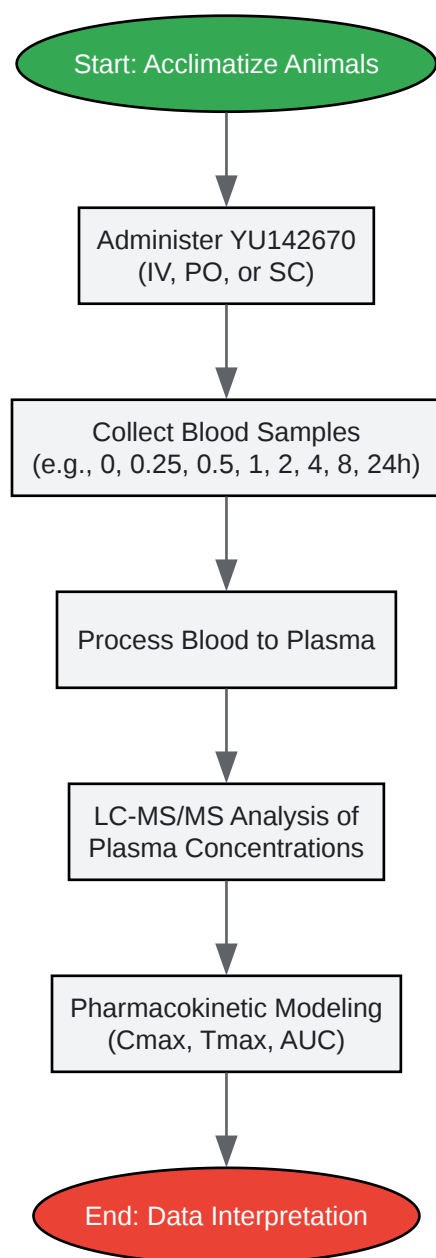 Start: Acclimatize Animals
Administer YU142670
(IV, PO, or SC)
Collect Blood Samples
(e.g., 0, 0.25, 0.5, 1, 2, 4, 8, 24h)
Process Blood to Plasma
LC-MS/MS Analysis of
Plasma Concentrations
Pharmacokinetic Modeling
(Cmax, Tmax, AUC)
End: Data Interpretation